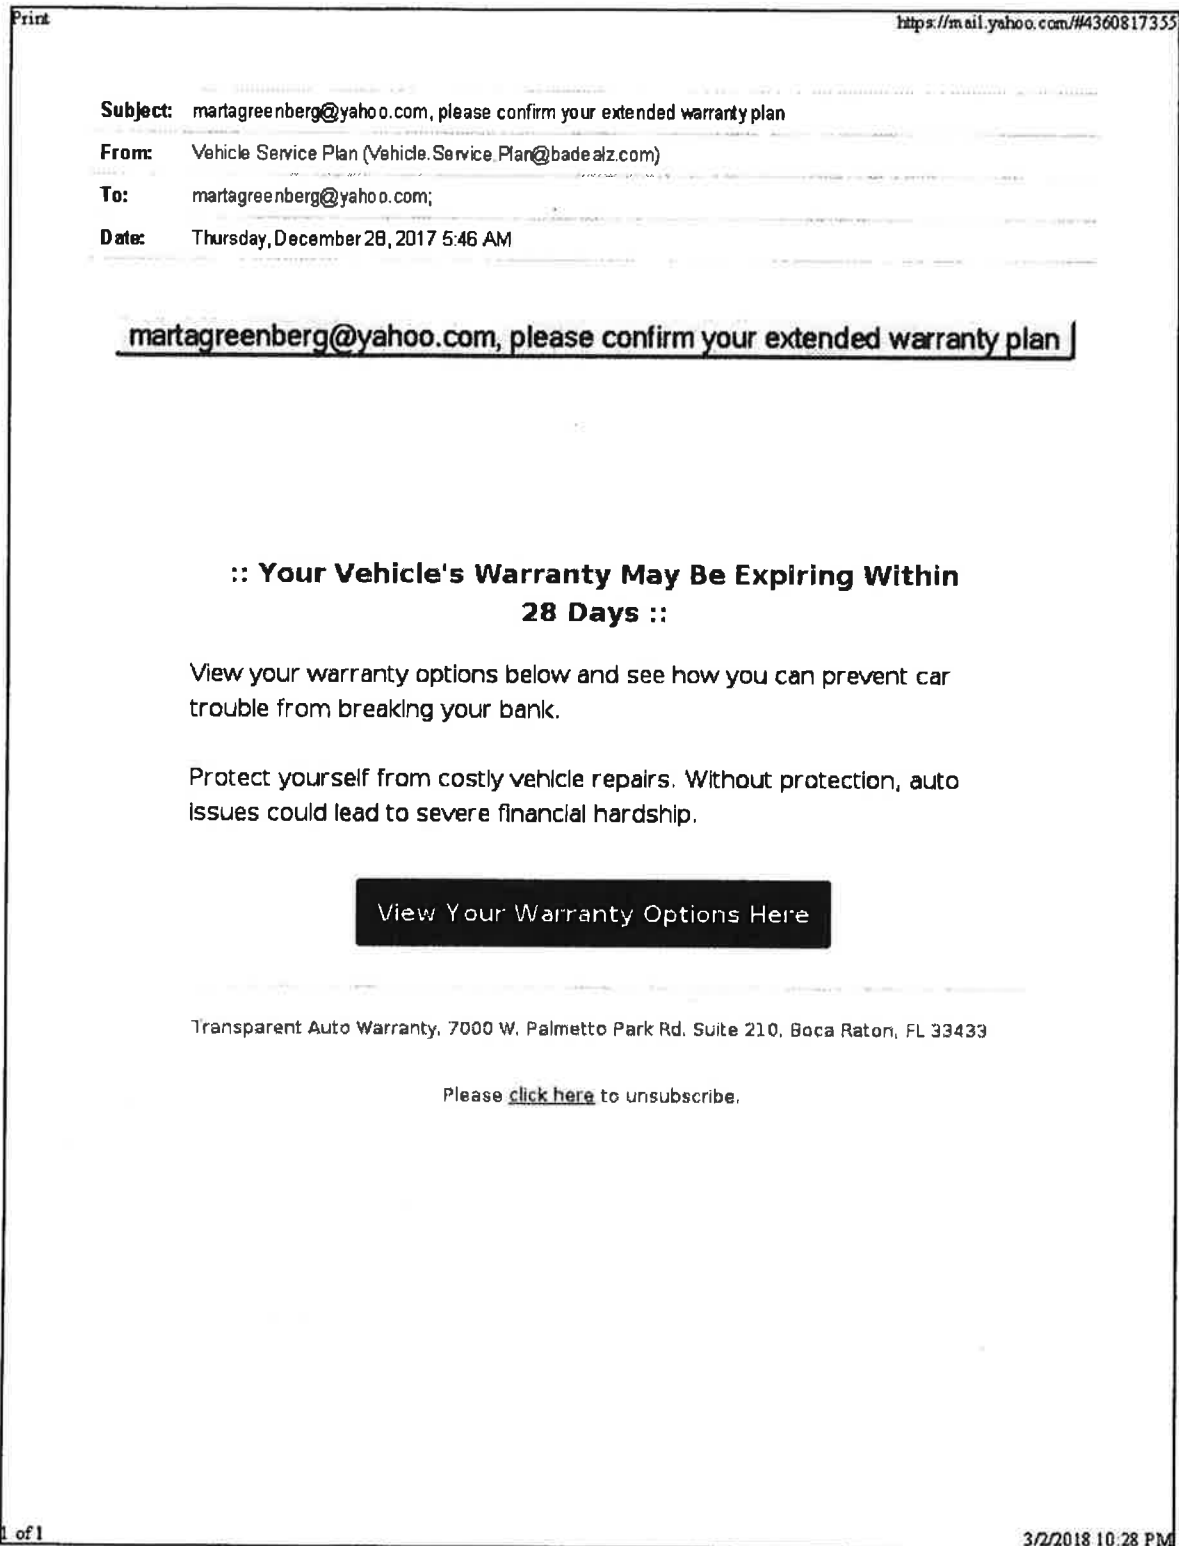 Print
https://mail.yahoo.com/#4360817355
Subject: martagreenberg@yahoo.com, please confirm your extended warranty plan
From: Vehicle Service Plan (Vehicle.Service.Plan@badealz.com)
To: martagreenberg@yahoo.com;
Date: Thursday, December 28, 2017 5:46 AM
martagreenberg@yahoo.com, please confirm your extended warranty plan
:: Your Vehicle's Warranty May Be Expiring Within
28 Days ::
View your warranty options below and see how you can prevent car
trouble from breaking your bank.
Protect yourself from costly vehicle repairs. Without protection, auto
issues could lead to severe financial hardship.
View Your Warranty Options Here
Transparent Auto Warranty, 7000 W. Palmetto Park Rd. Suite 210, Boca Raton, FL 33433
Please click here to unsubscribe.
1 of 1
3/2/2018 10:28 PM